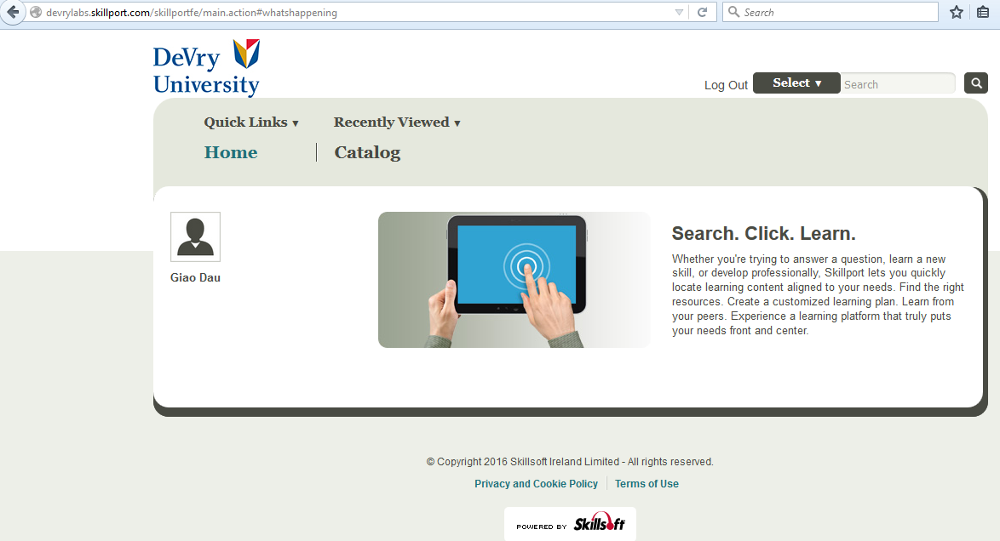 devrylabs.skillport.com/skillportfe/main.action#whatshappening
Search
DeVry
University
Log Out
Select ▼
Search
Quick Links ▼
Recently Viewed ▼
Home
Catalog
Giao Dau
Search. Click. Learn.
Whether you're trying to answer a question, learn a new
skill, or develop professionally, Skillport lets you quickly
locate learning content aligned to your needs. Find the right
resources. Create a customized learning plan. Learn from
your peers. Experience a learning platform that truly puts
your needs front and center.
© Copyright 2016 Skillsoft Ireland Limited - All rights reserved.
Privacy and Cookie Policy
Terms of Use
POWERED BY Skillsoft